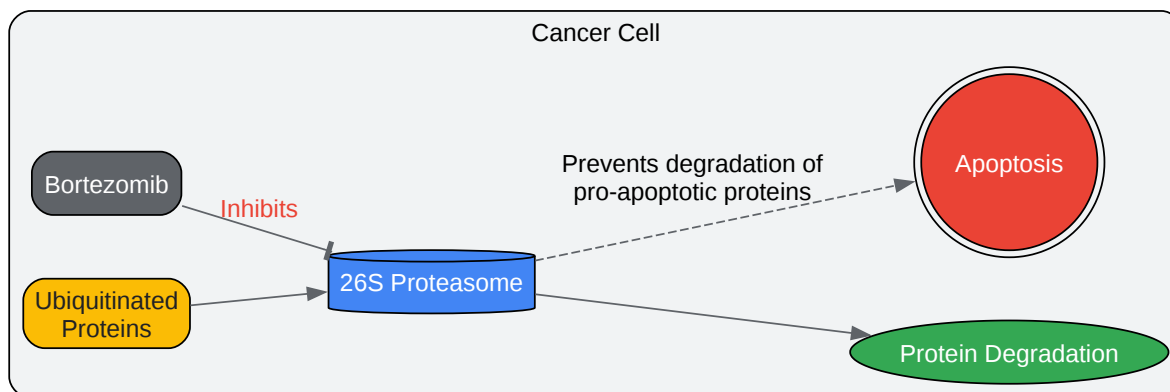 Cancer Cell
Bortezomib
Inhibits
Ubiquitinated
Proteins
26S Proteasome
Prevents degradation of
pro-apoptotic proteins
Apoptosis
Protein Degradation